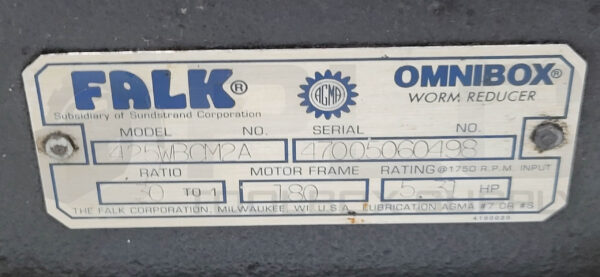 FALK® AGMA OMNIBOX®
Subsidiary of Sundstrand Corporation WORM REDUCER
MODEL NO. SERIAL NO.
425WBCM2A 47005060498
RATIO MOTOR FRAME RATING @1750 R.P.M. INPUT
30 TO 1 180 5.37 HP
THE FALK CORPORATION, MILWAUKEE, WI. U.S.A. LUBRICATION AGMA #7 OR #8